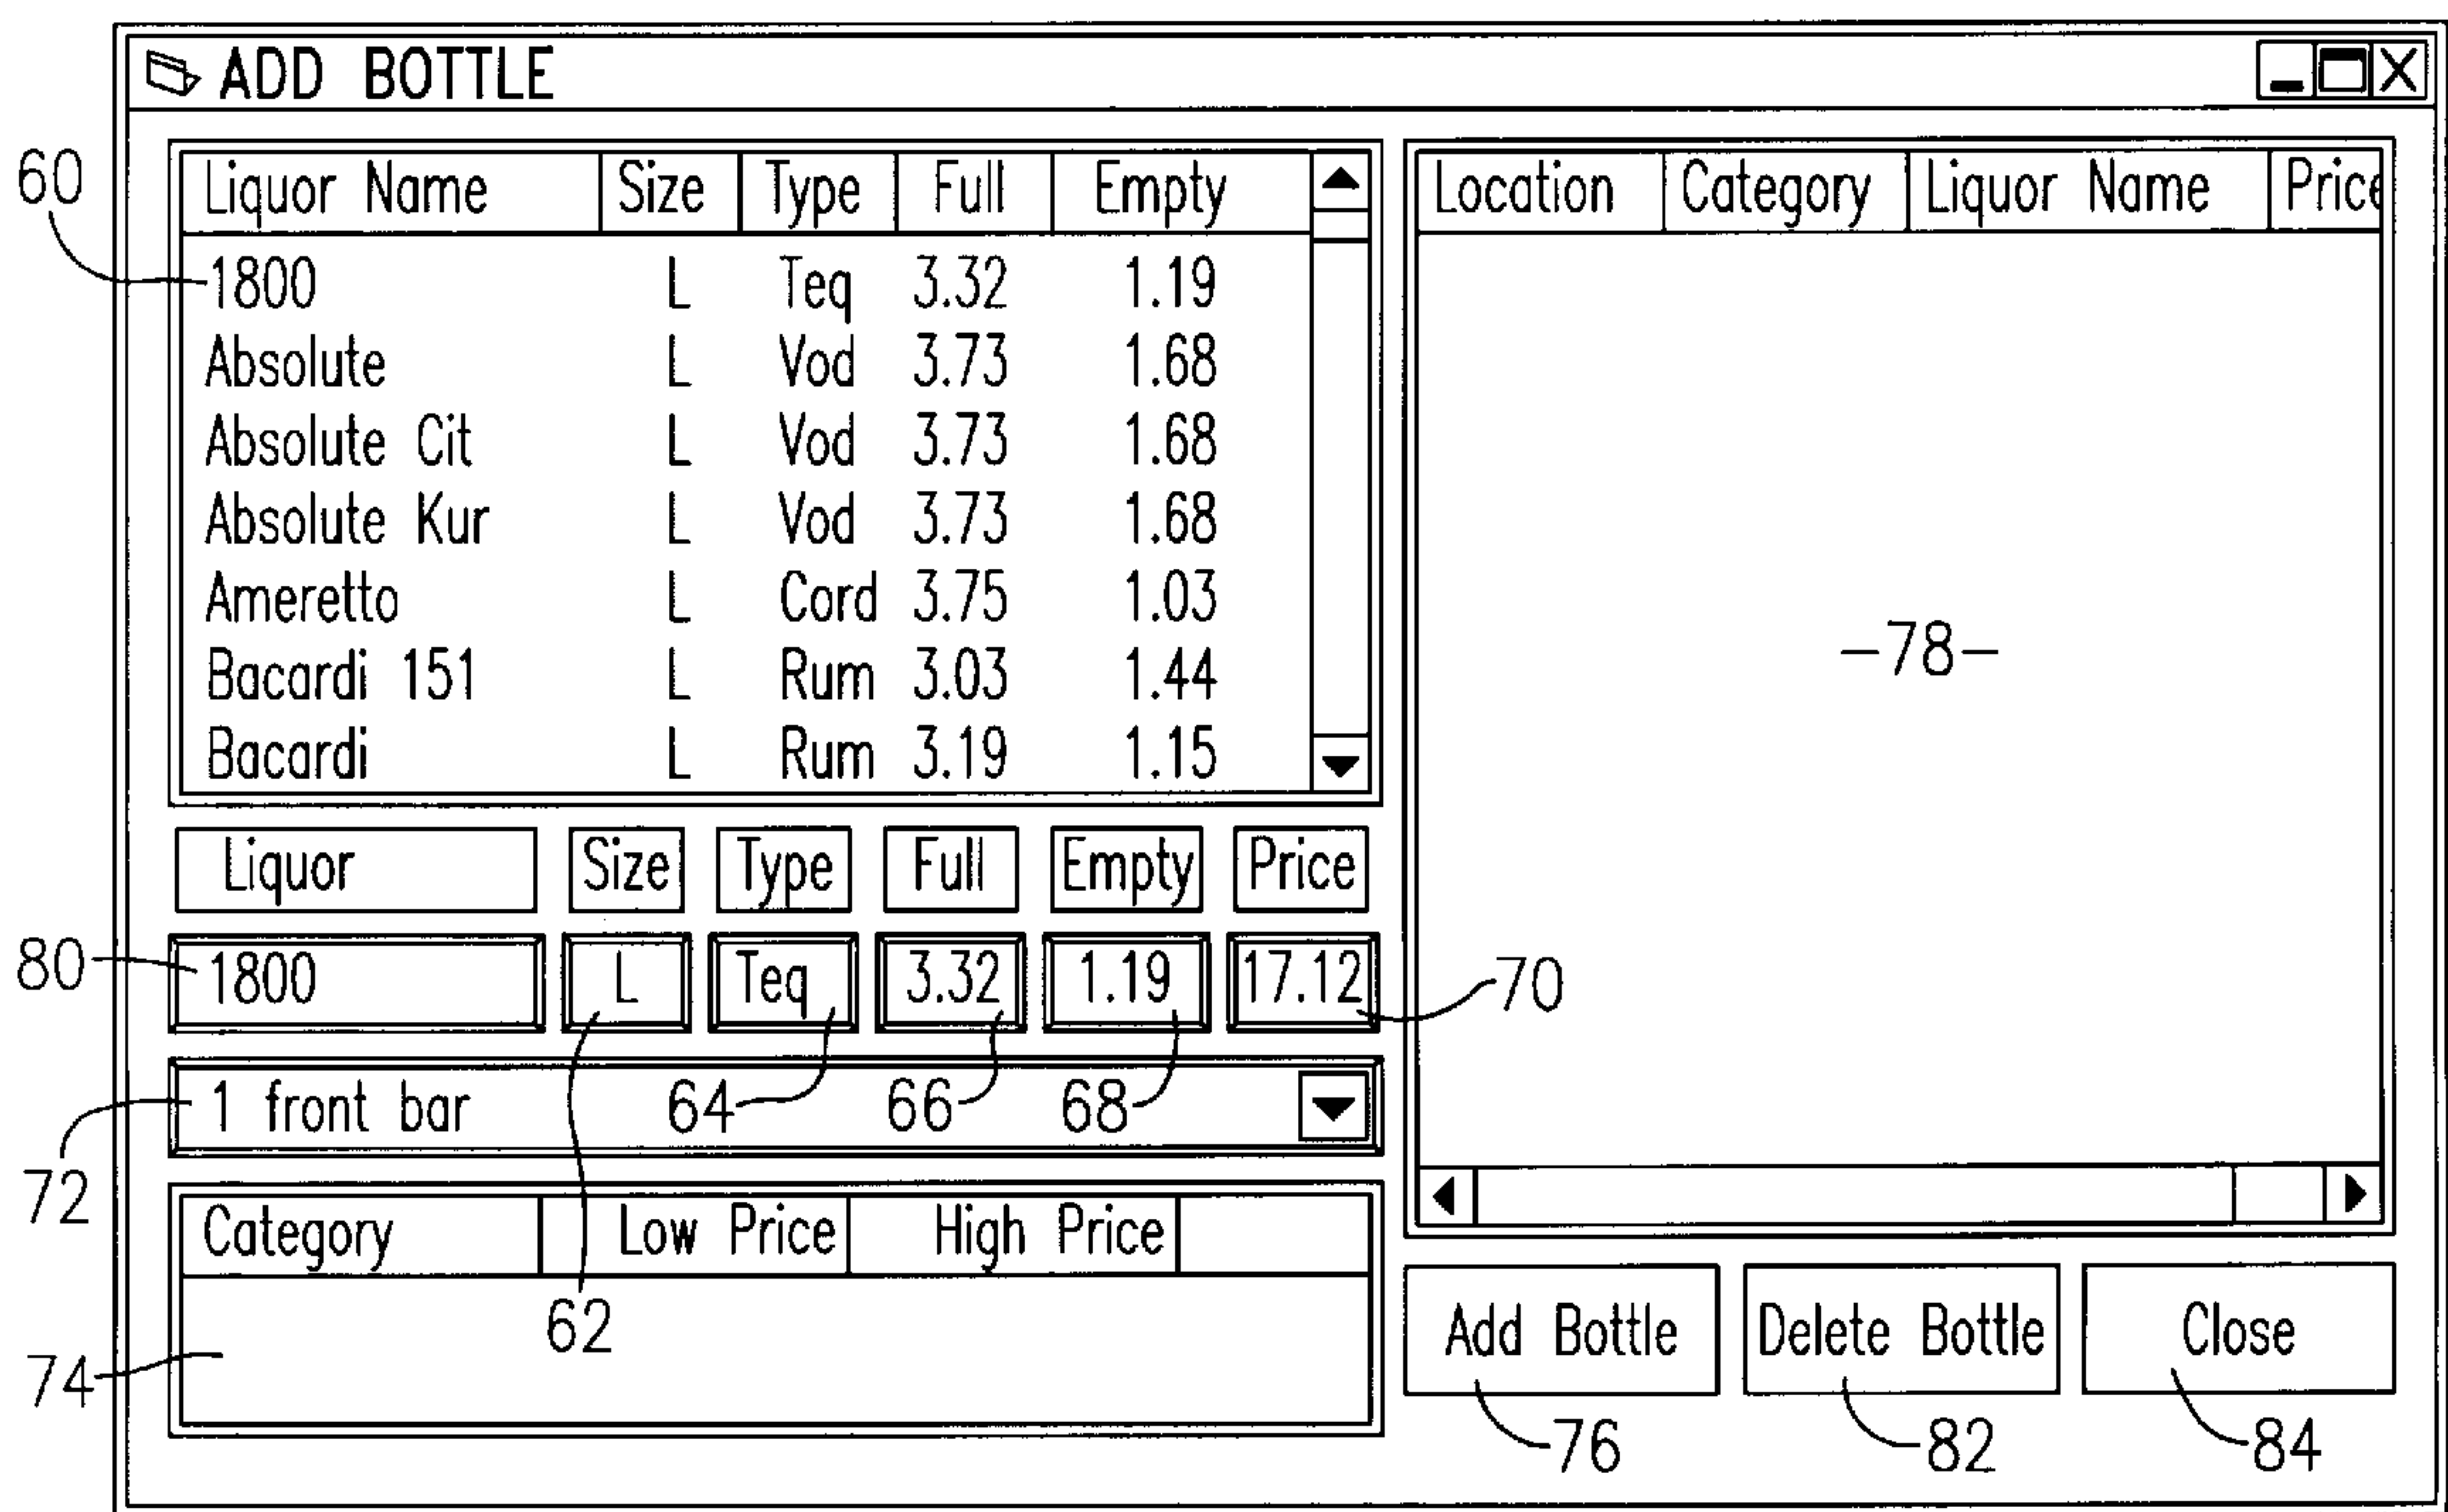 ADD BOTTLE
60
Liquor Name Size Type Full Empty
1800 L Teq 3.32 1.19
Absolute L Vod 3.73 1.68
Absolute Cit L Vod 3.73 1.68
Absolute Kur L Vod 3.73 1.68
Ameretto L Cord 3.75 1.03
Bacardi 151 L Rum 3.03 1.44
Bacardi L Rum 3.19 1.15
Location Category Liquor Name Price
-78-
Liquor Size Type Full Empty Price
80 1800 L Teq 3.32 1.19 17.12 70
1 front bar 64 66 68
72
Category Low Price High Price
62
74
Add Bottle Delete Bottle Close
76 82 84